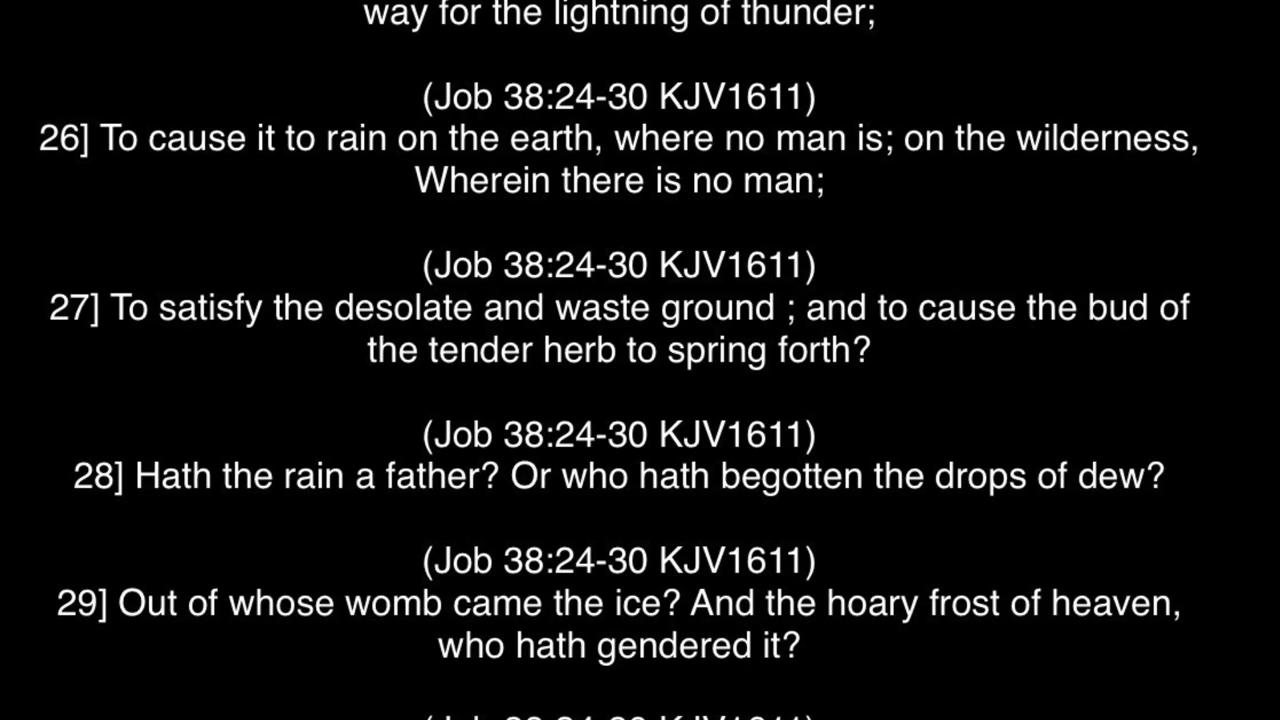 way for the lightning of thunder;
(Job 38:24-30 KJV1611)
26] To cause it to rain on the earth, where no man is; on the wilderness,
Wherein there is no man;
(Job 38:24-30 KJV1611)
27] To satisfy the desolate and waste ground ; and to cause the bud of
the tender herb to spring forth?
(Job 38:24-30 KJV1611)
28] Hath the rain a father? Or who hath begotten the drops of dew?
(Job 38:24-30 KJV1611)
29] Out of whose womb came the ice? And the hoary frost of heaven,
who hath gendered it?
(Job 38:24-30 KJV1611)